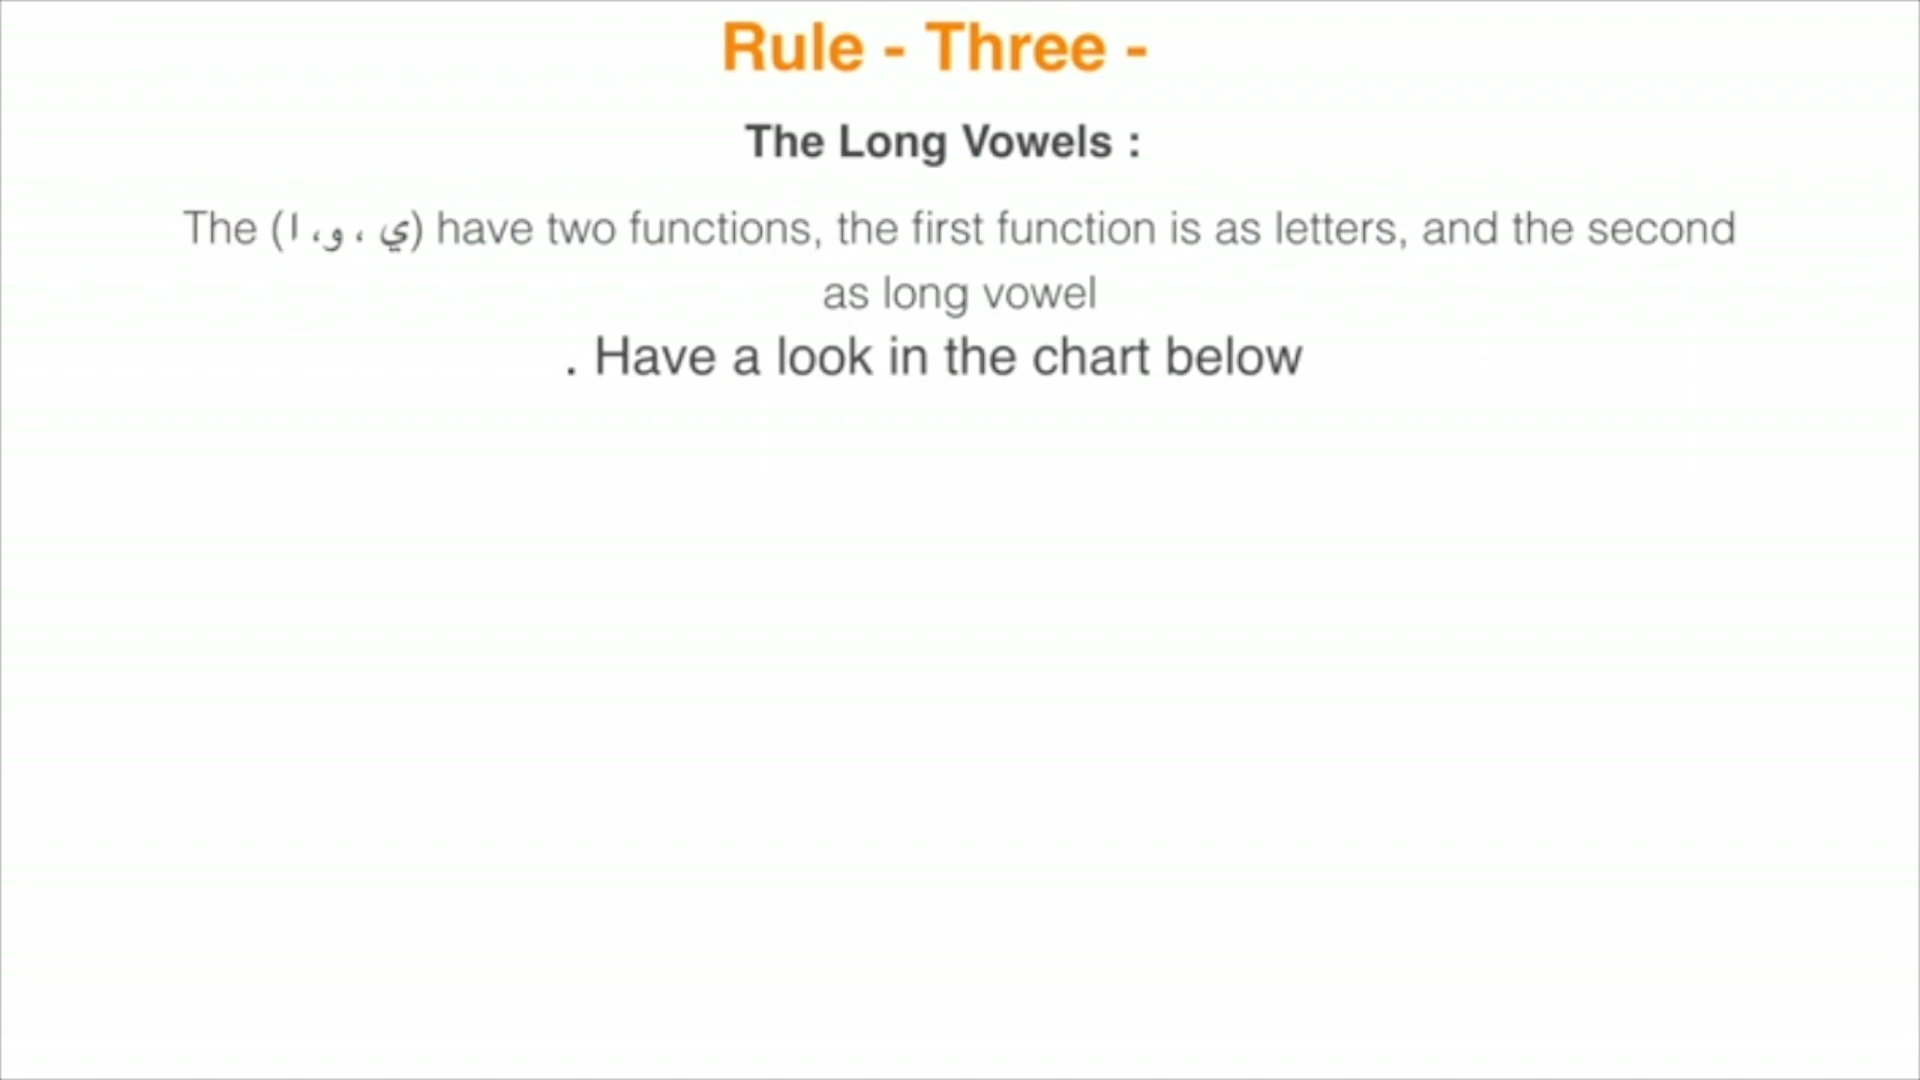 Rule - Three -
The Long Vowels :
The (ا ،و ، ي) have two functions, the first function is as letters, and the second
as long vowel
. Have a look in the chart below